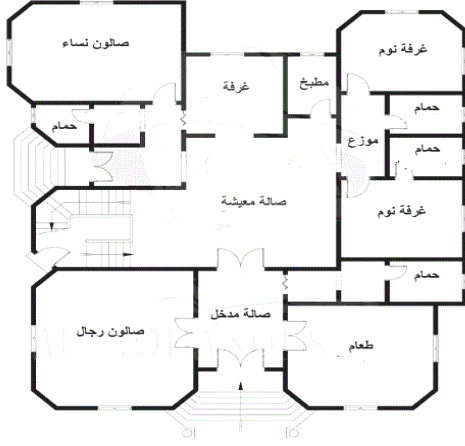 صالون نساء
غرفة نوم
غرفة
مطبخ
حمام
حمام
موزع
حمام
صالة معيشة
غرفة نوم
حمام
صالون رجال
صالة مدخل
طعام